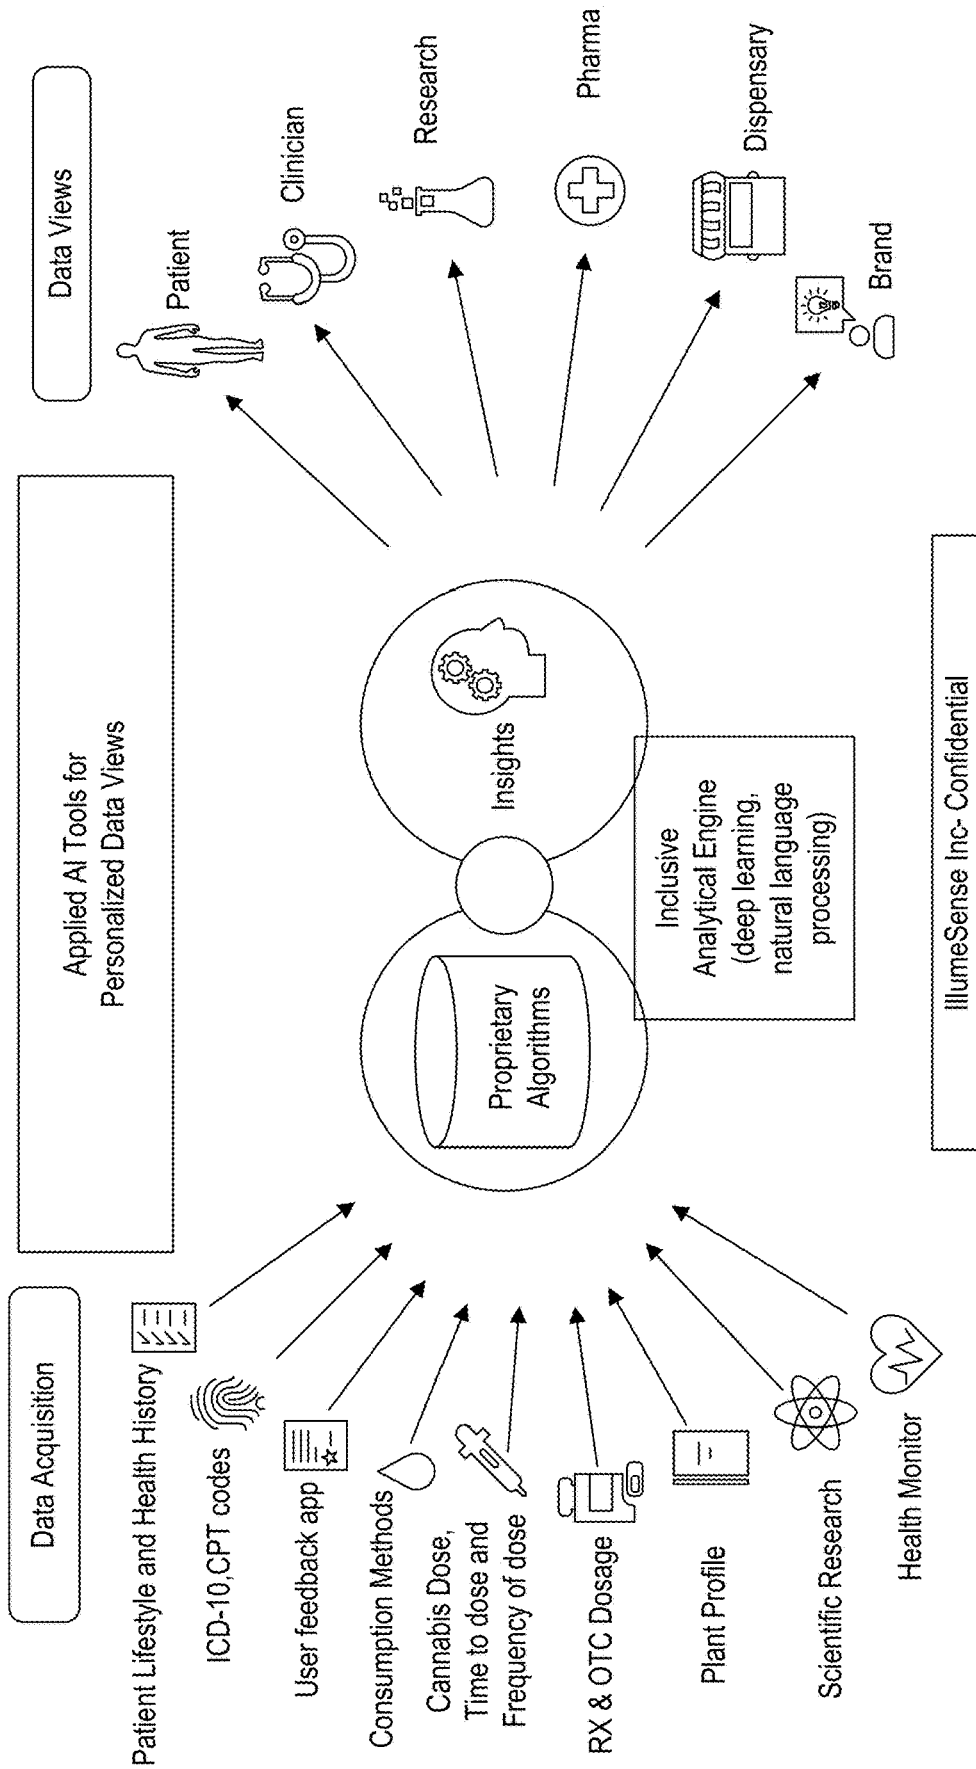 Data Acquisition
Patient Lifestyle and Health History
ICD-10,CPT codes
User feedback app
Consumption Methods
Cannabis Dose,
Time to dose and
Frequency of dose
RX & OTC Dosage
Plant Profile
Scientific Research
Health Monitor
Applied AI Tools for
Personalized Data Views
Proprietary
Algorithms
Insights
Inclusive
Analytical Engine
(deep learning,
natural language
processing)
IllumeSense Inc- Confidential
Data Views
Patient
Clinician
Research
Pharma
Dispensary
Brand